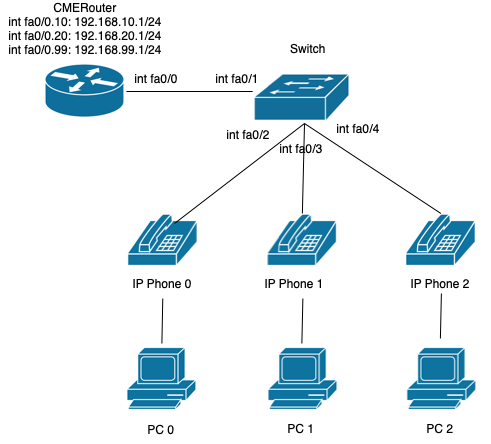 CMERouter
int fa0/0.10: 192.168.10.1/24
int fa0/0.20: 192.168.20.1/24
int fa0/0.99: 192.168.99.1/24
Switch
int fa0/0
int fa0/1
int fa0/2
int fa0/3
int fa0/4
IP Phone 0
IP Phone 1
IP Phone 2
PC 0
PC 1
PC 2